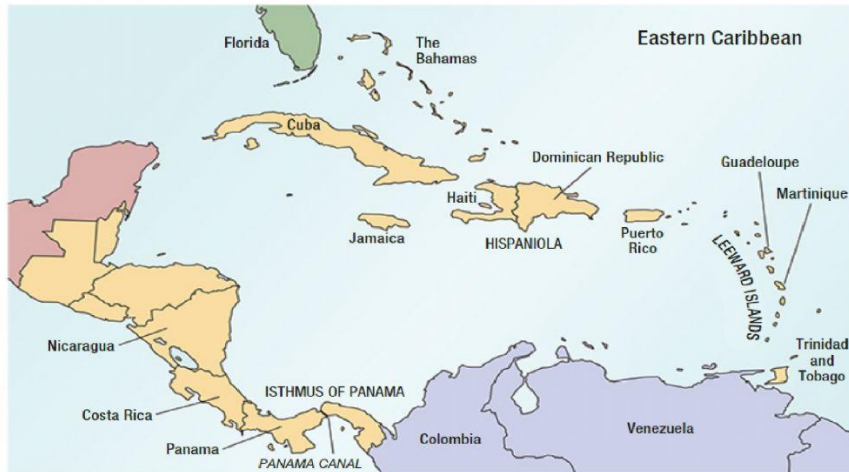 Eastern Caribbean
Florida
The
Bahamas
Cuba
Dominican Republic
Guadeloupe
Martinique
Haiti
Jamaica
HISPANIOLA
Puerto
Rico
LEEWARD ISLANDS
Nicaragua
Trinidad
and
Tobago
ISTHMUS OF PANAMA
Costa Rica
Panama
PANAMA CANAL
Colombia
Venezuela